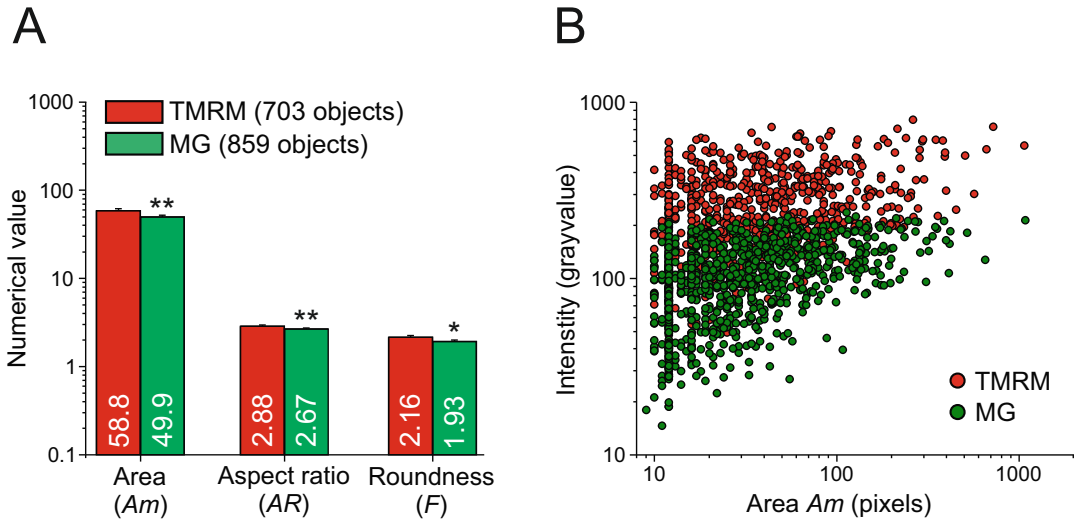 A
1000
100
10
1
0.1
Numerical value
TMRM (703 objects)
MG (859 objects)
**
**
*
58.8
49.9
2.88
2.67
2.16
1.93
Area
(Am)
Aspect ratio
(AR)
Roundness
(F)
B
1000
100
10
Intenstity (grayvalue)
TMRM
MG
10
100
1000
Area Am (pixels)